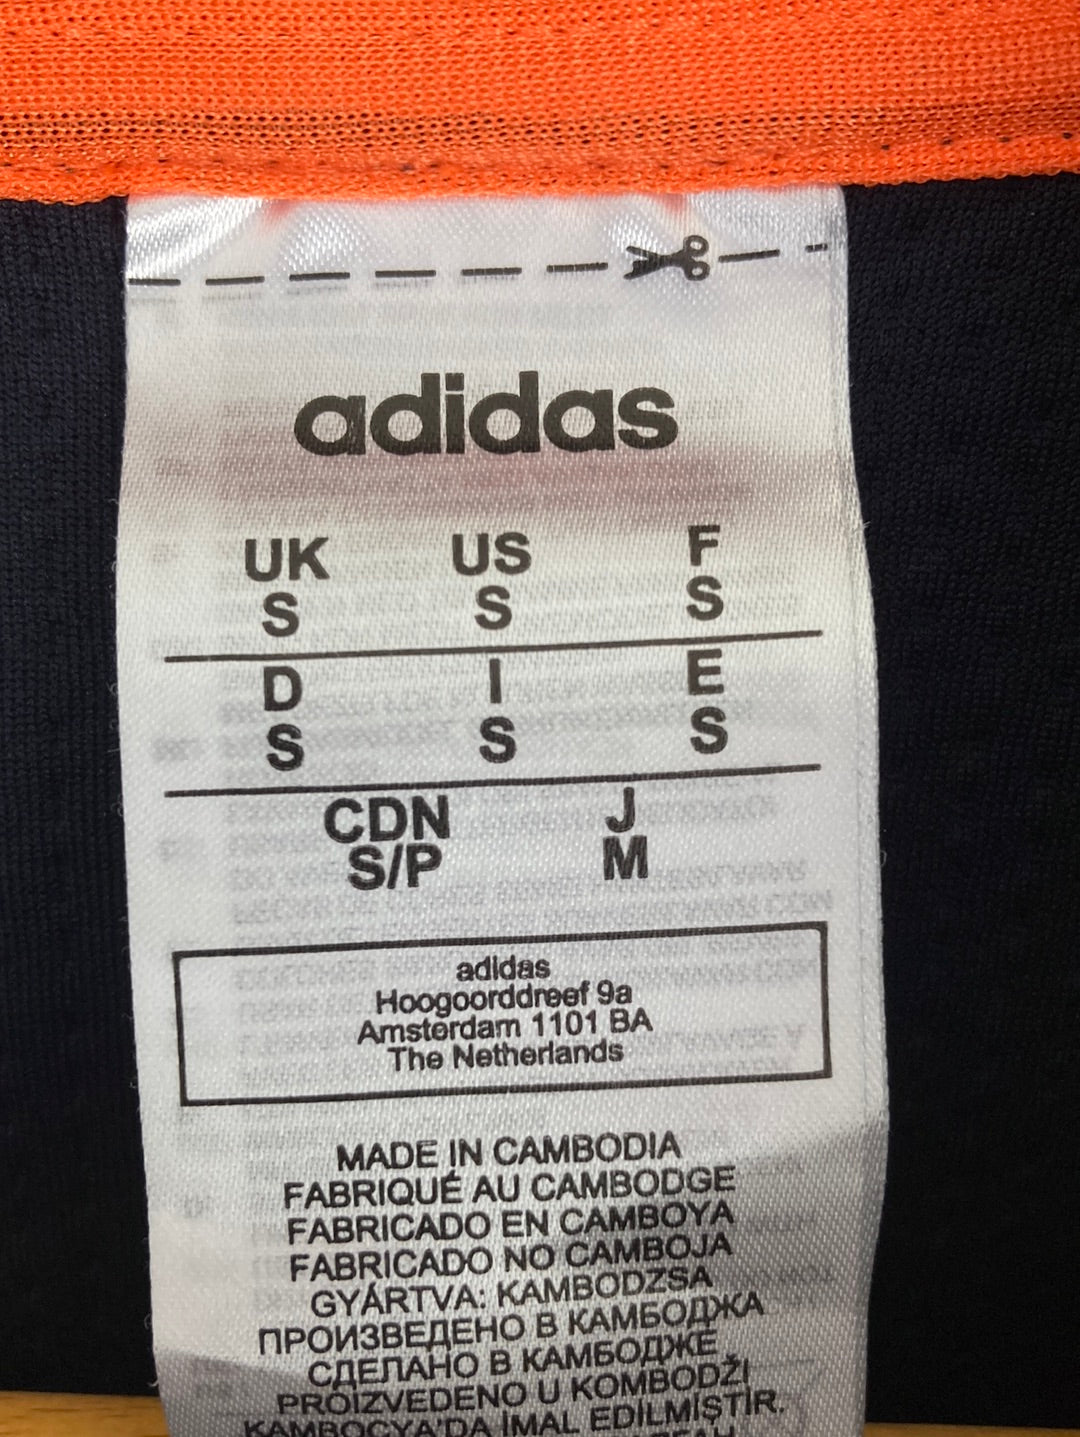 adidas
UK US F
S S S
D I E
S S S
CDN J
S/P M
adidas
Hoogoorddreef 9a
Amsterdam 1101 BA
The Netherlands
MADE IN CAMBODIA
FABRIQUÉ AU CAMBODGE
FABRICADO EN CAMBOYA
FABRICADO NO CAMBOJA
GYÁRTVA: KAMBODZSA
ПРОИЗВЕДЕНО В КАМБОДЖА
СДЕЛАНО В КАМБОДЖЕ
PROIZVEDENO U KOMBODŽI
KAMBOÇYA'DA İMAL EDİLMİŞTİR.